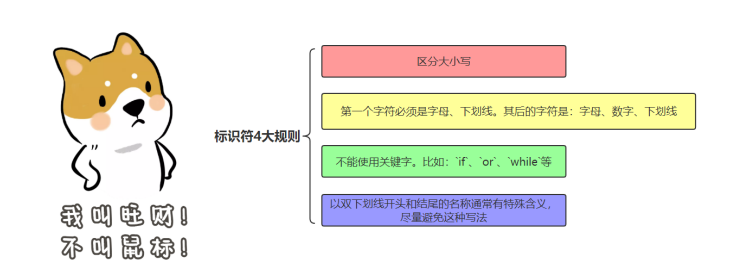 标识符4大规则
区分大小写
第一个字符必须是字母、下划线。其后的字符是：字母、数字、下划线
不能使用关键字。比如：`if`、`or`、`while`等
以双下划线开头和结尾的名称通常有特殊含义，
尽量避免这种写法
我叫旺财！
不叫鼠标！